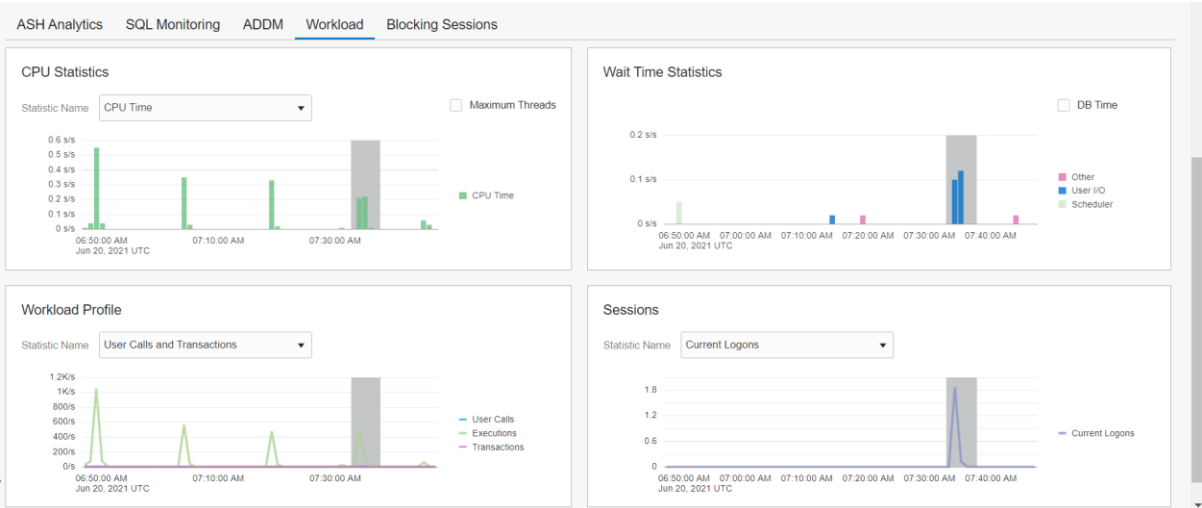 ASH Analytics SQL Monitoring ADDM Workload Blocking Sessions
CPU Statistics
Statistic Name CPU Time
Maximum Threads
0.6 s/s
0.5 s/s
0.4 s/s
0.3 s/s
0.2 s/s
0.1 s/s
0 s/s
06:50:00 AM 07:10:00 AM 07:30:00 AM
Jun 20, 2021 UTC
CPU Time
Wait Time Statistics
DB Time
0.2 s/s
0.1 s/s
0 s/s
06:50:00 AM 07:00:00 AM 07:10:00 AM 07:20:00 AM 07:30:00 AM 07:40:00 AM
Jun 20, 2021 UTC
Other
User I/O
Scheduler
Workload Profile
Statistic Name User Calls and Transactions
1.2K/s
1K/s
800/s
600/s
400/s
200/s
0/s
06:50:00 AM 07:10:00 AM 07:30:00 AM
Jun 20, 2021 UTC
User Calls
Executions
Transactions
Sessions
Statistic Name Current Logons
1.8
1.2
0.6
0
06:50:00 AM 07:00:00 AM 07:10:00 AM 07:20:00 AM 07:30:00 AM 07:40:00 AM
Jun 20, 2021 UTC
Current Logons